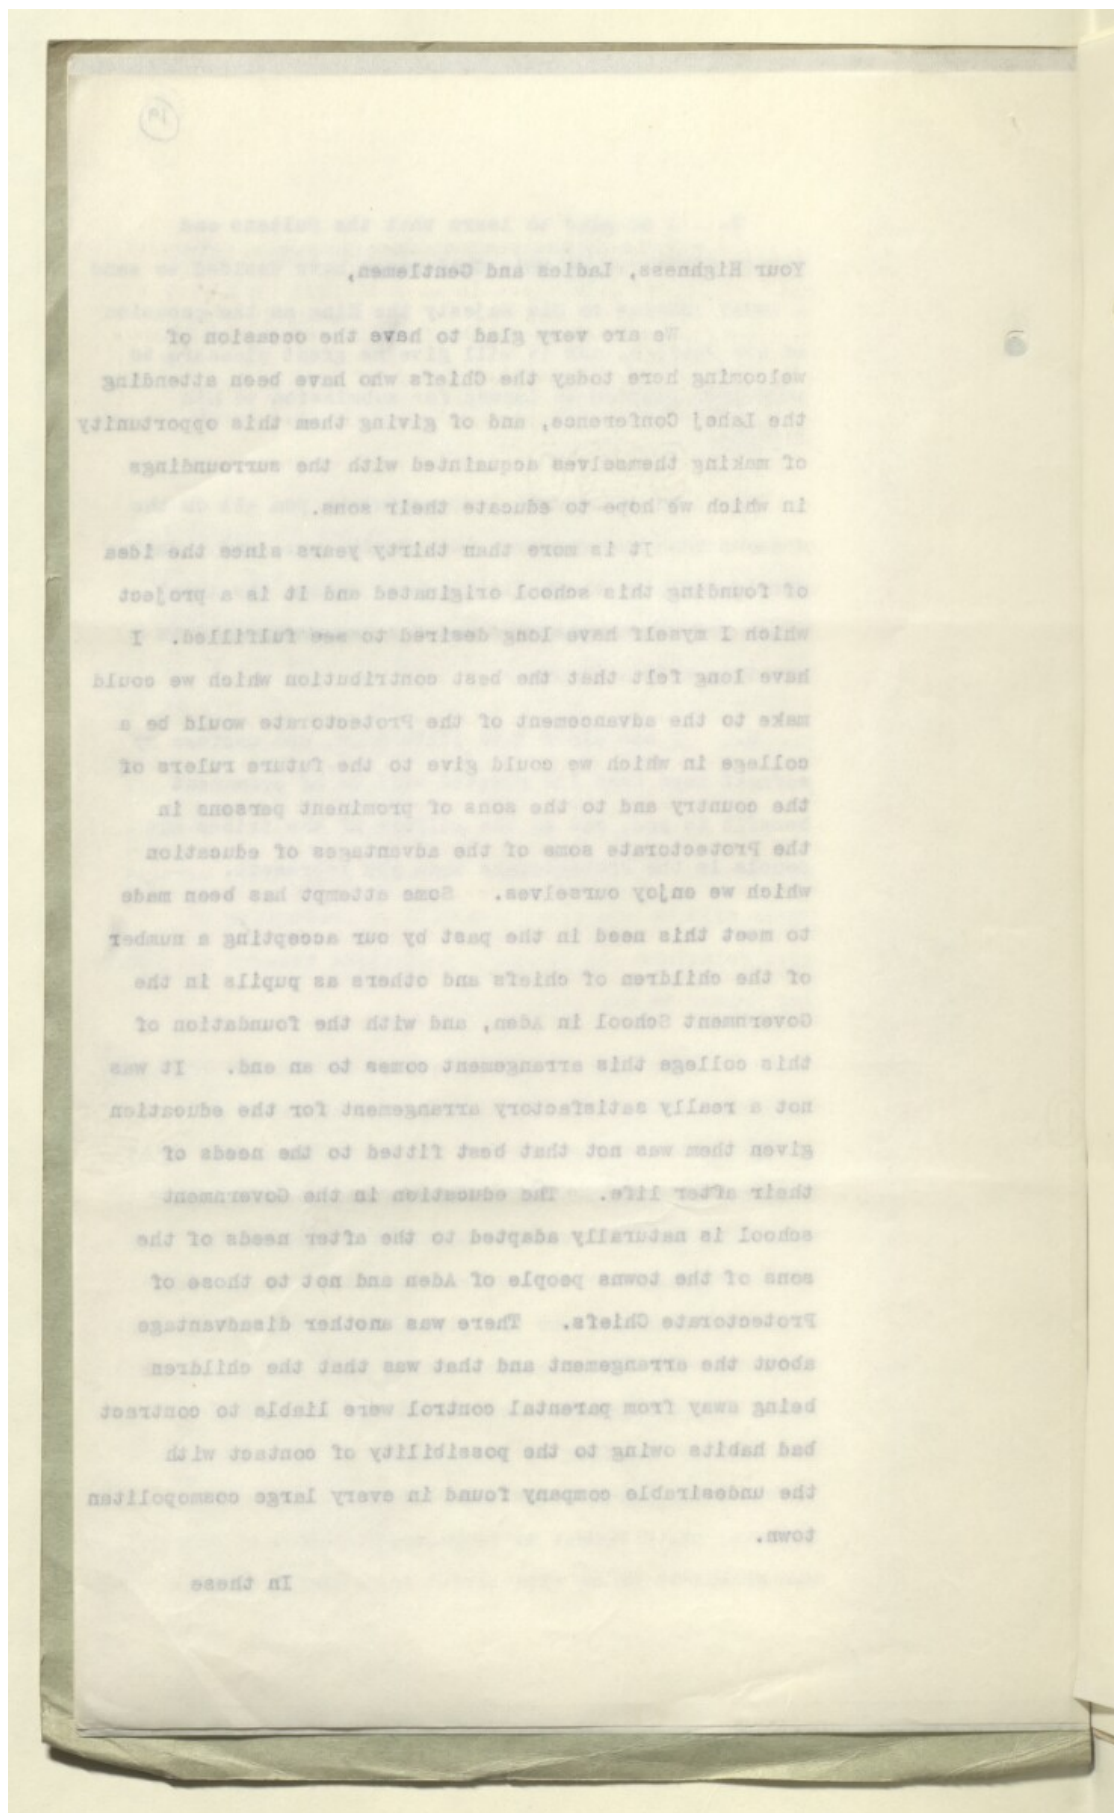 19
Your Highness, Ladies and Gentlemen,
We are very glad to have the occasion of
welcoming here today the Chiefs who have been attending
the Lahej Conference, and of giving them this opportunity
of making themselves acquainted with the surroundings
in which we hope to educate their sons.
It is more than thirty years since the idea
of founding this school originated and it is a project
which I myself have long desired to see fulfilled. I
have long felt that the best contribution which we could
make to the advancement of the Protectorate would be a
college in which we could give to the future rulers of
the country and to the sons of prominent persons in
the Protectorate some of the advantages of education
which we enjoy ourselves. Some attempt has been made
to meet this need in the past by our accepting a number
of the children of chiefs and others as pupils in the
Government School in Aden, and with the foundation of
this college this arrangement comes to an end. It was
not a really satisfactory arrangement for the education
given them was not that best fitted to the needs of
their after life. The education in the Government
school is naturally adapted to the after needs of the
sons of the towns people of Aden and not to those of
Protectorate Chiefs. There was another disadvantage
about the arrangement and that was that the children
being away from parental control were liable to contract
bad habits owing to the possibility of contact with
the undesirable company found in every large cosmopolitan
town.
In these